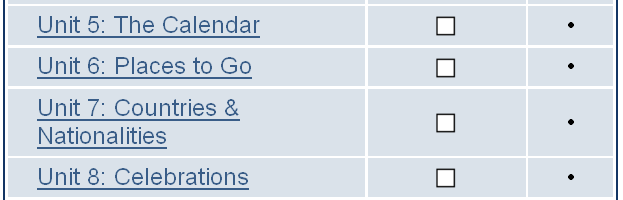 Unit 5: The Calendar
Unit 6: Places to Go
Unit 7: Countries &
Nationalities
Unit 8: Celebrations